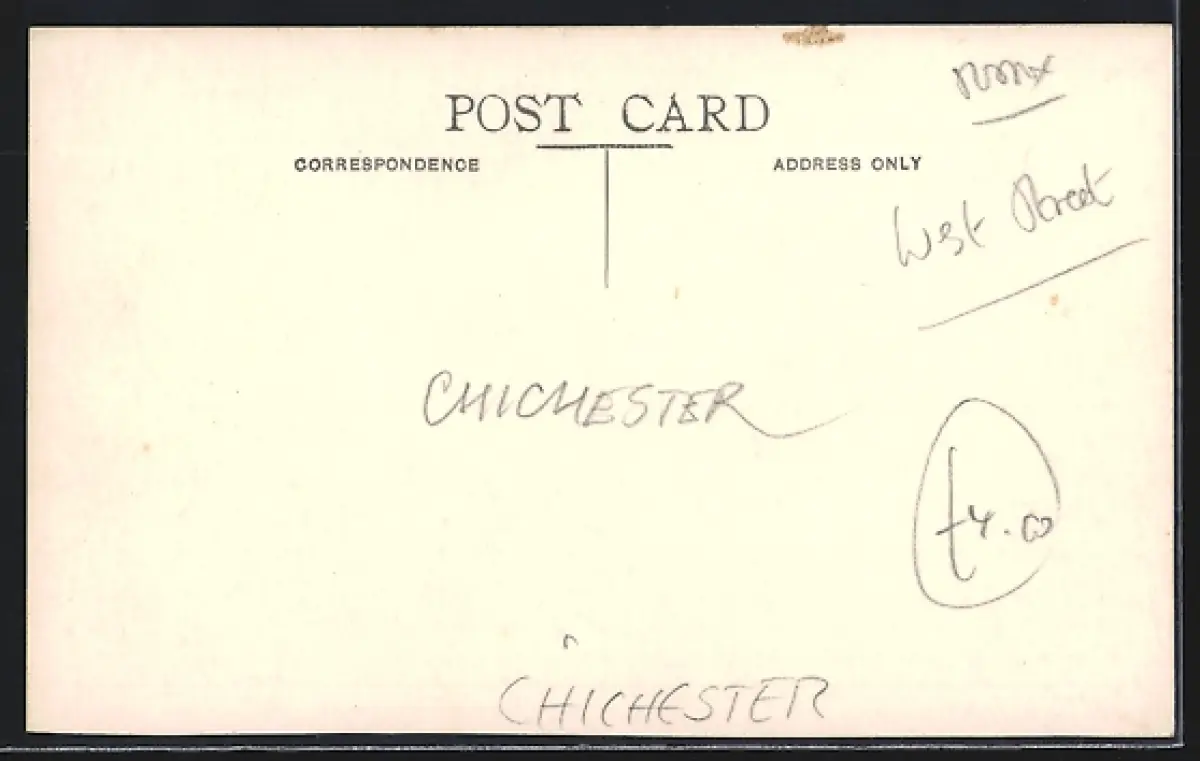 POST CARD
CORRESPONDENCE
ADDRESS ONLY
West Street
CHICHESTER
£4.00
CHICHESTER